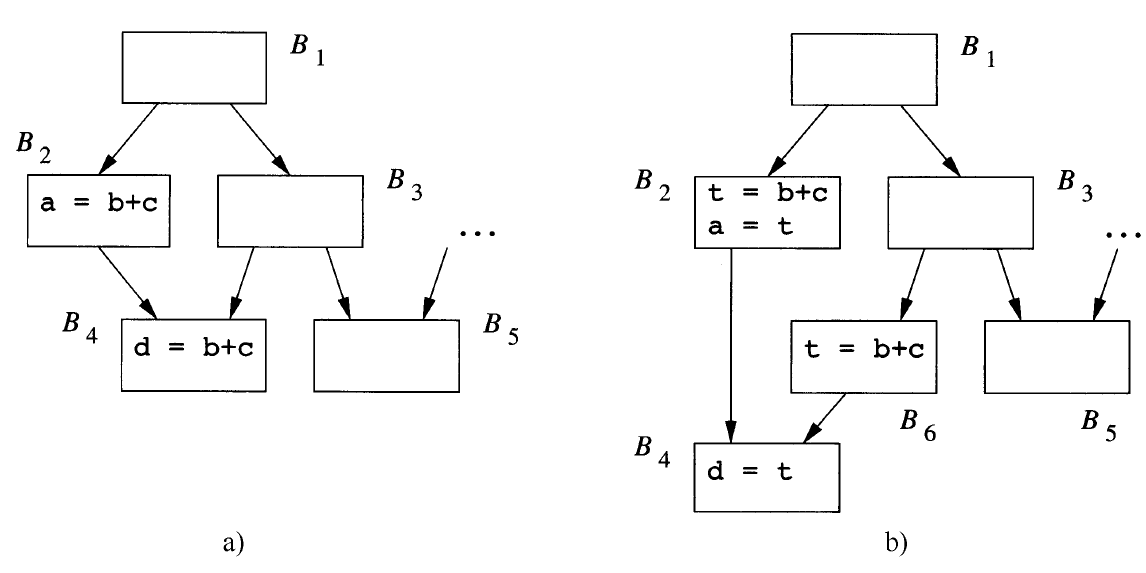 B1
B2
a = b+c
B3
...
B4
d = b+c
B5
a)
B1
B2
t = b+c
a = t
B3
...
t = b+c
B6
B5
B4
d = t
b)